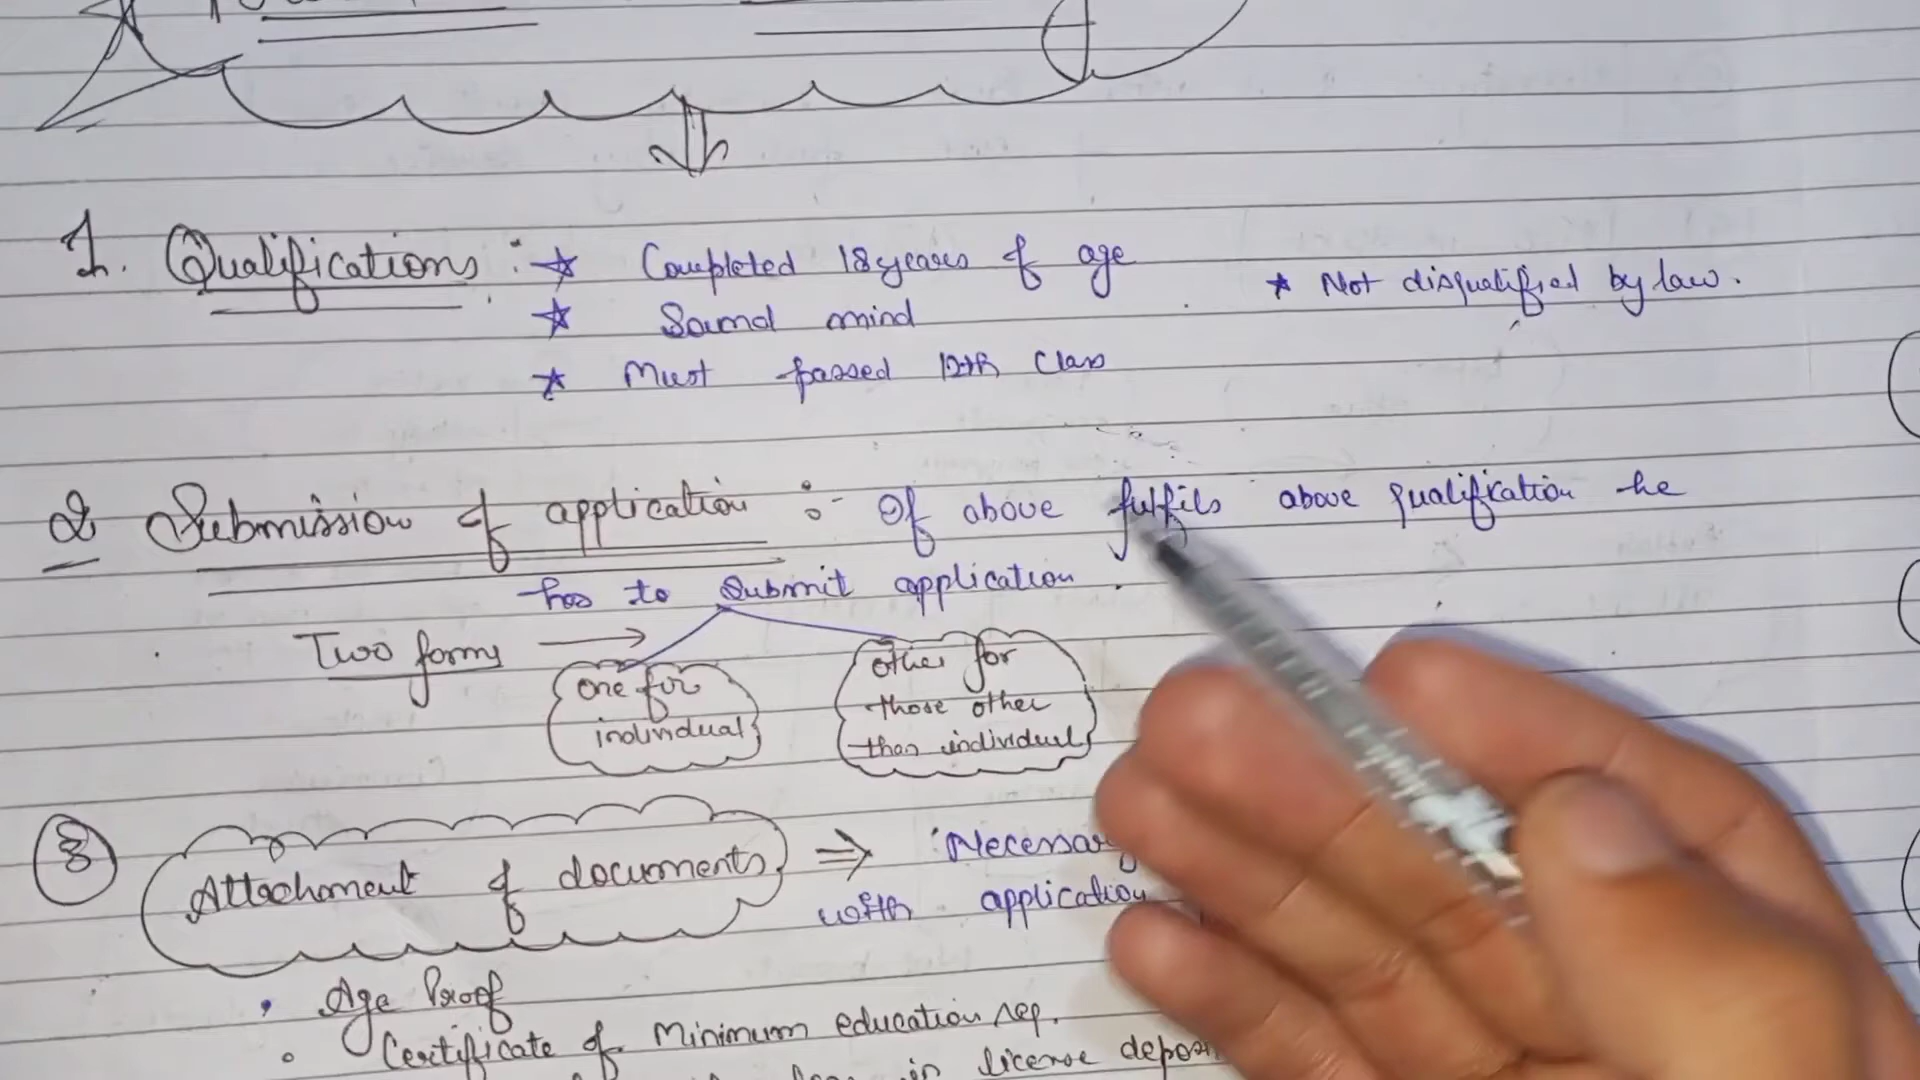 1. Qualifications :- ☆ Completed 18 years of age
★ Not disqualified by law.
☆ Sound mind
☆ Must passed 12th Class
2 Submission of application :- If above fulfils above qualification he
has to submit application.
Two forms →
one for
individual
other for
those other
than individual
3 Attachment of documents ⇒ Necessary
with application
• Age Proof
• Certificate of Minimum education req.
in license